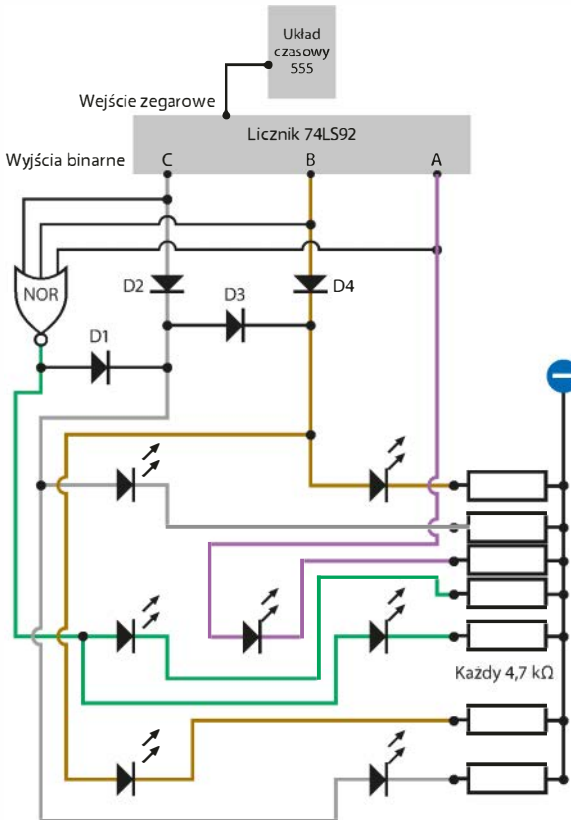 Układ
czasowy
555
Wejście zegarowe
Licznik 74LS92
Wyjścia binarne
C
B
A
NOR
D2
D4
D3
D1
Każdy 4,7 kΩ